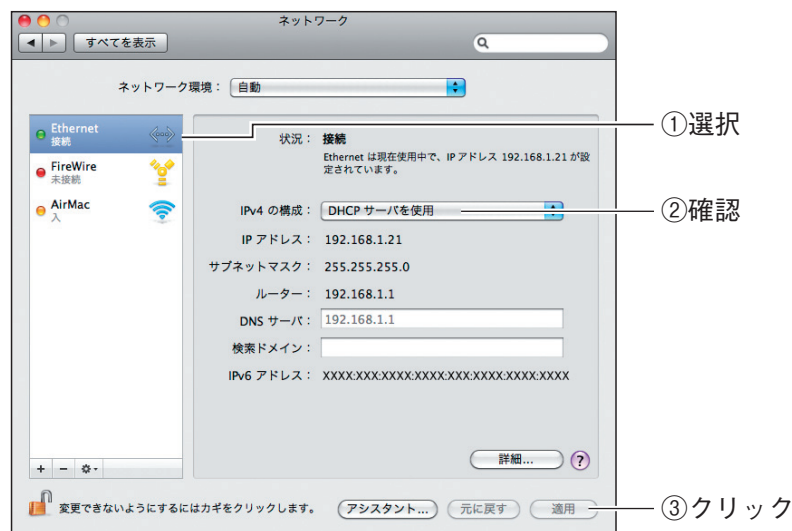 ネットワーク
すべてを表示
ネットワーク環境： 自動
Ethernet
接続
FireWire
未接続
AirMac
入
状況： 接続
Ethernet は現在使用中で、IP アドレス 192.168.1.21 が設
定されています。
IPv4 の構成： DHCP サーバを使用
IP アドレス： 192.168.1.21
サブネットマスク： 255.255.255.0
ルーター： 192.168.1.1
DNS サーバ： 192.168.1.1
検索ドメイン：
IPv6 アドレス： XXXX:XXX:XXXX:XXXX:XXX:XXXX:XXXX:XXXX
詳細... ?
変更できないようにするにはカギをクリックします。
アシスタント... 元に戻す 適用
①選択
②確認
③クリック